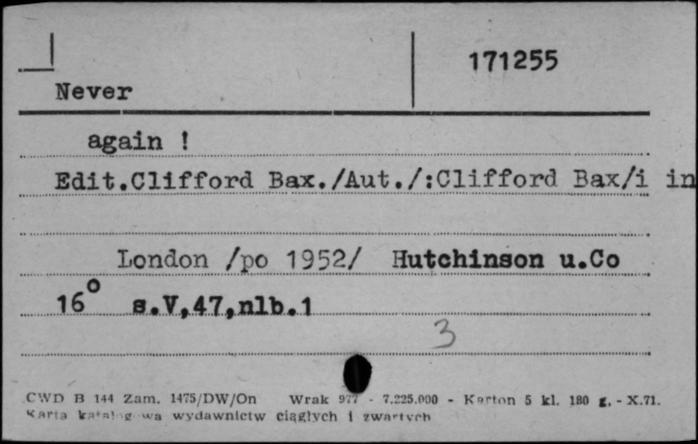 171255
Never
again !
Edit.Clifford Bax./Aut./:Clifford Bax/i in
London /po 1952/ Hutchinson u.Co
16° s.V,47,nlb.1
3
CWD B 144 Zam. 1475/DW/On Wrak 977 - 7.225.000 - Karton 5 kl. 180 g. - X.71.
Karta katalogowa wydawnictw ciągłych i zwartych